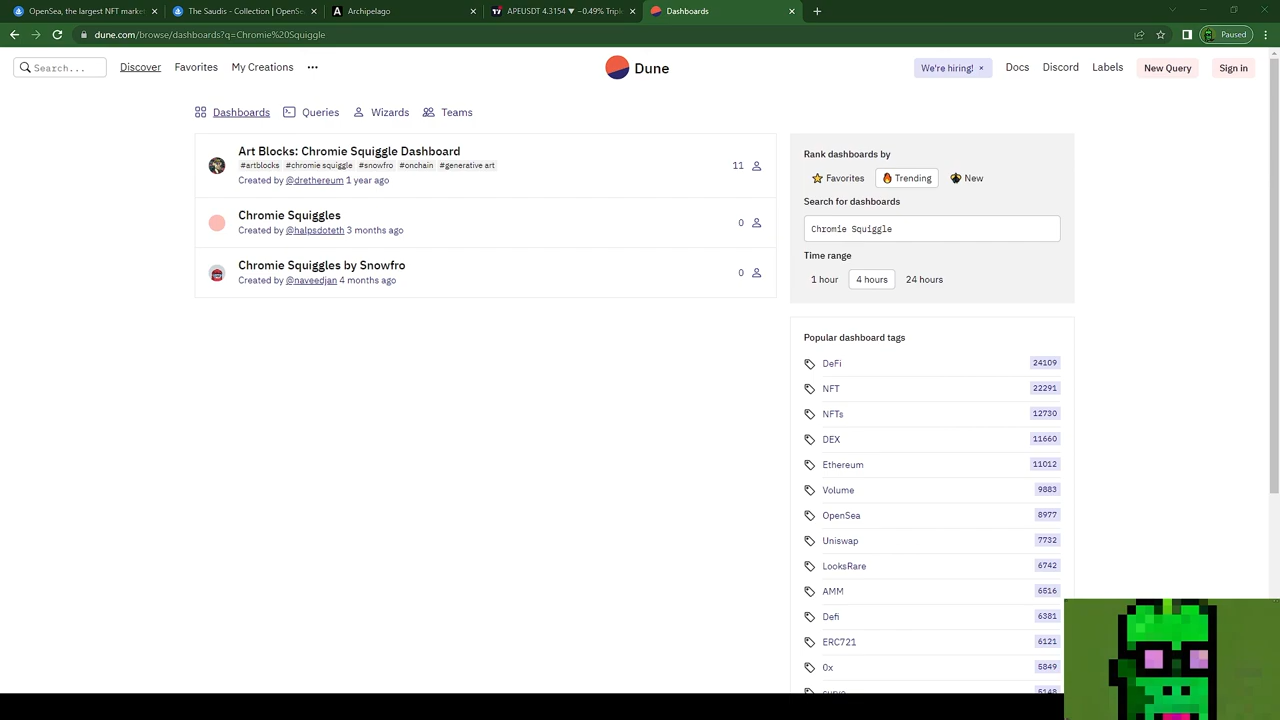 OpenSea, the largest NFT market
The Saudis - Collection | OpenS
Archipelago
APEUSDT 4.3154 ▼ −0.49% Triple
Dashboards
dune.com/browse/dashboards?q=Chromie%20Squiggle
Paused
Search...
Discover
Favorites
My Creations
Dune
We're hiring! ×
Docs
Discord
Labels
New Query
Sign in
Dashboards
Queries
Wizards
Teams
Art Blocks: Chromie Squiggle Dashboard
#artblocks #chromie squiggle #snowfro #onchain #generative art
Created by @drethereum 1 year ago
11
Chromie Squiggles
Created by @halpsdoteth 3 months ago
0
Chromie Squiggles by Snowfro
Created by @naveedjan 4 months ago
0
Rank dashboards by
Favorites
Trending
New
Search for dashboards
Chromie Squiggle
Time range
1 hour
4 hours
24 hours
Popular dashboard tags
DeFi 24109
NFT 22291
NFTs 12730
DEX 11660
Ethereum 11012
Volume 9883
OpenSea 8977
Uniswap 7732
LooksRare 6742
AMM 6516
Defi 6381
ERC721 6121
0x 5849